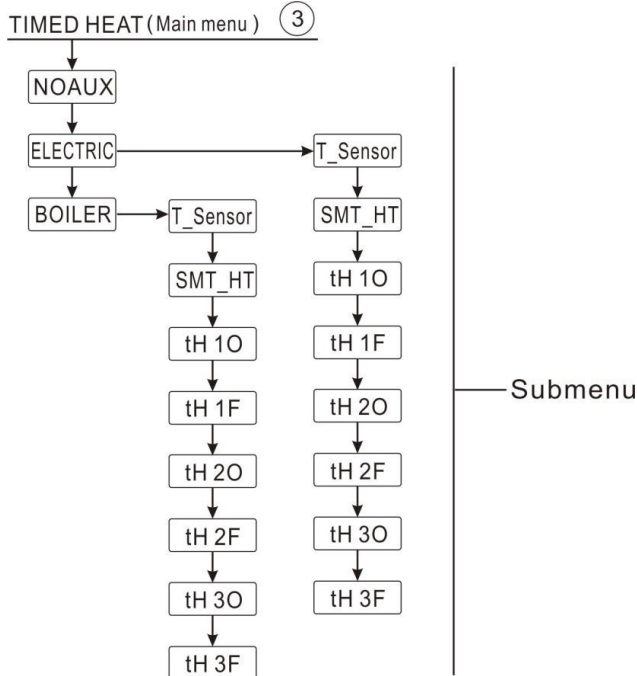 TIMED HEAT (Main menu) 3
NOAUX
ELECTRIC
BOILER
T_Sensor
SMT_HT
tH 1O
tH 1F
tH 2O
tH 2F
tH 3O
tH 3F
T_Sensor
SMT_HT
tH 1O
tH 1F
tH 2O
tH 2F
tH 3O
tH 3F
Submenu